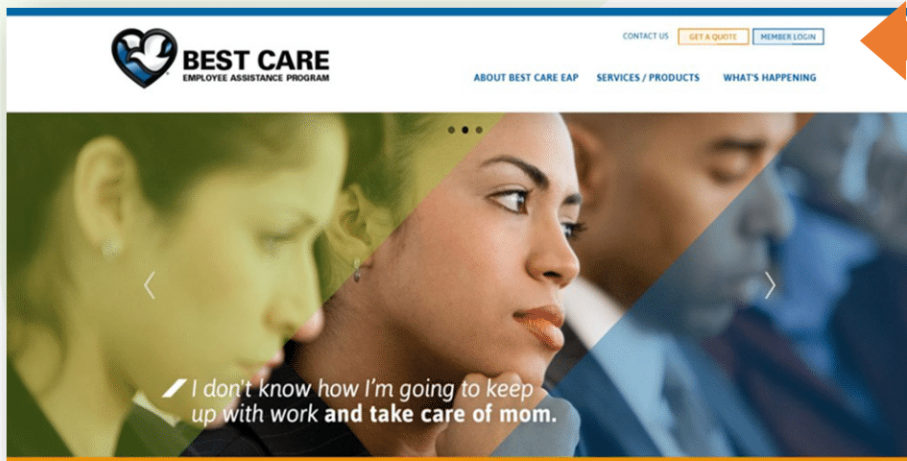 CONTACT US GET A QUOTE MEMBER LOGIN
BEST CARE
EMPLOYEE ASSISTANCE PROGRAM
ABOUT BEST CARE EAP SERVICES / PRODUCTS WHAT'S HAPPENING
I don't know how I'm going to keep
up with work and take care of mom.